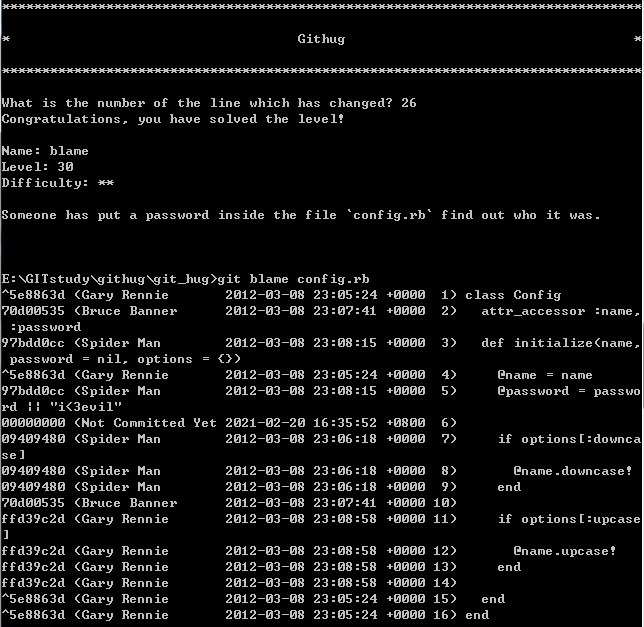 ********************************************************************************
* Githug *
********************************************************************************
What is the number of the line which has changed? 26
Congratulations, you have solved the level!
Name: blame
Level: 30
Difficulty: **
Someone has put a password inside the file `config.rb` find out who it was.
E:\GITstudy\githug\git_hug>git blame config.rb
^5e8863d (Gary Rennie       2012-03-08 23:05:24 +0000  1) class Config
70d00535 (Bruce Banner      2012-03-08 23:07:41 +0000  2)   attr_accessor :name,
 :password
97bdd0cc (Spider Man        2012-03-08 23:08:15 +0000  3)   def initialize(name,
 password = nil, options = {})
^5e8863d (Gary Rennie       2012-03-08 23:05:24 +0000  4)     @name = name
97bdd0cc (Spider Man        2012-03-08 23:08:15 +0000  5)     @password = passwo
rd || "i<3evil"
00000000 (Not Committed Yet 2021-02-20 16:35:52 +0800  6)
09409480 (Spider Man        2012-03-08 23:06:18 +0000  7)     if options[:downca
se]
09409480 (Spider Man        2012-03-08 23:06:18 +0000  8)       @name.downcase!
09409480 (Spider Man        2012-03-08 23:06:18 +0000  9)     end
70d00535 (Bruce Banner      2012-03-08 23:07:41 +0000 10)
ffd39c2d (Gary Rennie       2012-03-08 23:08:58 +0000 11)     if options[:upcase
]
ffd39c2d (Gary Rennie       2012-03-08 23:08:58 +0000 12)       @name.upcase!
ffd39c2d (Gary Rennie       2012-03-08 23:08:58 +0000 13)     end
ffd39c2d (Gary Rennie       2012-03-08 23:08:58 +0000 14)
^5e8863d (Gary Rennie       2012-03-08 23:05:24 +0000 15)   end
^5e8863d (Gary Rennie       2012-03-08 23:05:24 +0000 16) end